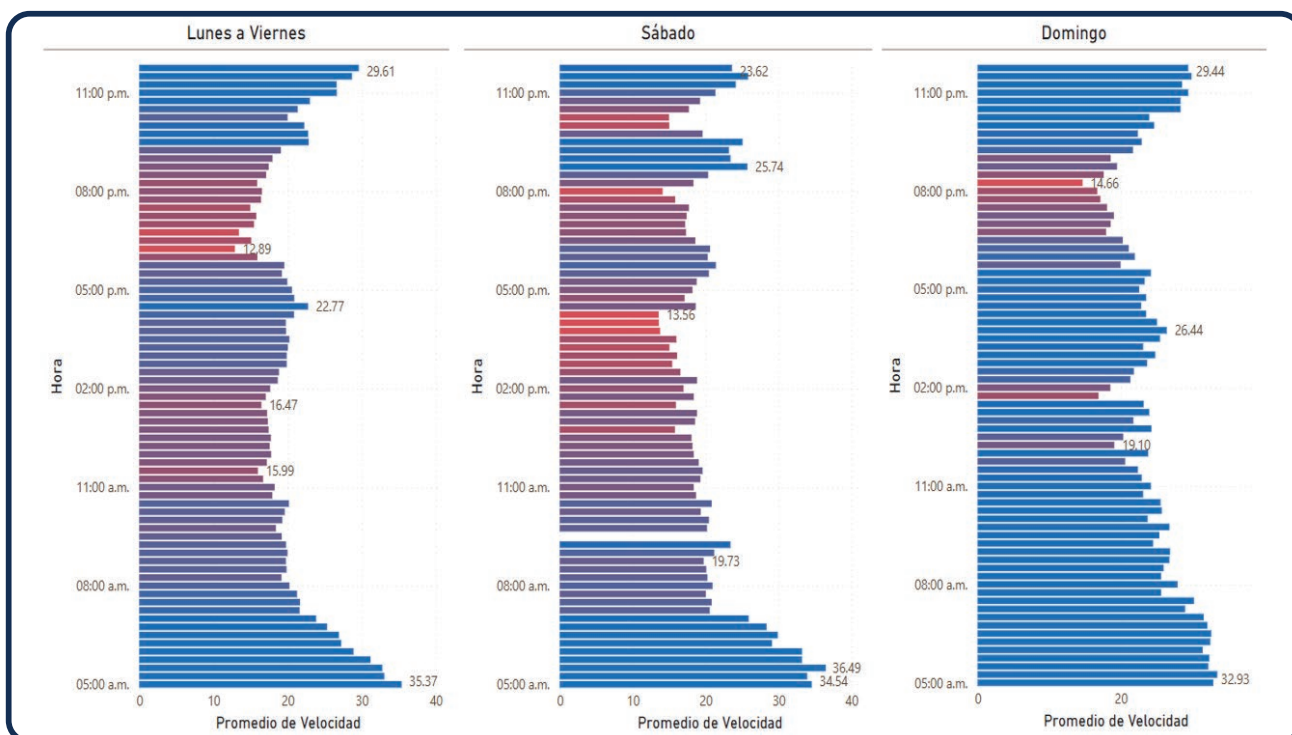 Lunes a Viernes
29.61
11:00 p.m.
08:00 p.m.
12.89
05:00 p.m.
22.77
02:00 p.m.
16.47
15.99
11:00 a.m.
08:00 a.m.
05:00 a.m.
35.37
Hora
0 10 20 30 40
Promedio de Velocidad
Sábado
23.62
11:00 p.m.
25.74
08:00 p.m.
05:00 p.m.
13.56
02:00 p.m.
11:00 a.m.
19.73
08:00 a.m.
36.49
05:00 a.m.
34.54
Hora
0 10 20 30 40
Promedio de Velocidad
Domingo
29.44
11:00 p.m.
14.66
08:00 p.m.
05:00 p.m.
26.44
02:00 p.m.
19.10
11:00 a.m.
08:00 a.m.
05:00 a.m.
32.93
Hora
0 20
Promedio de Velocidad